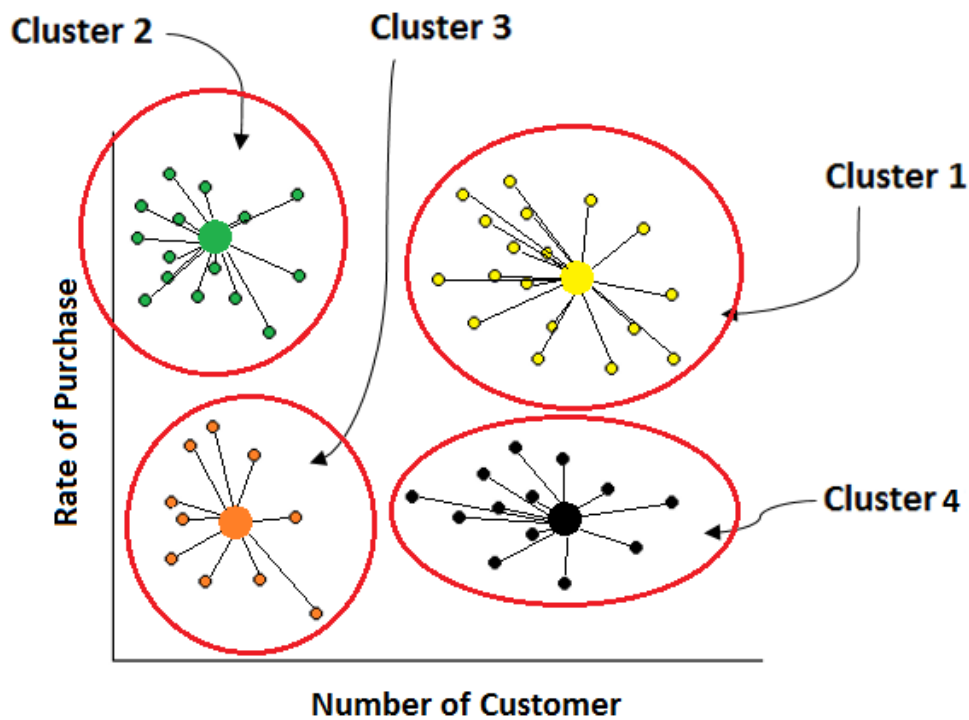 Cluster 2
Cluster 3
Cluster 1
Rate of Purchase
Cluster 4
Number of Customer